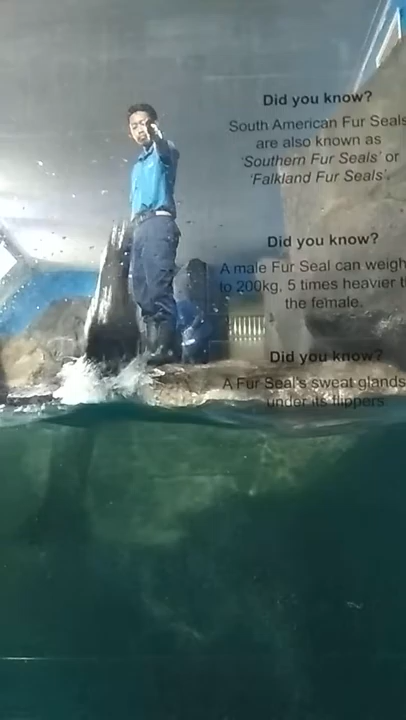 Did you know?
South American Fur Seals
are also known as
'Southern Fur Seals' or
'Falkland Fur Seals'.
Did you know?
A male Fur Seal can weigh
to 200kg, 5 times heavier
the female.
Did you know?
A Fur Seal's sweat glands
under its flippers